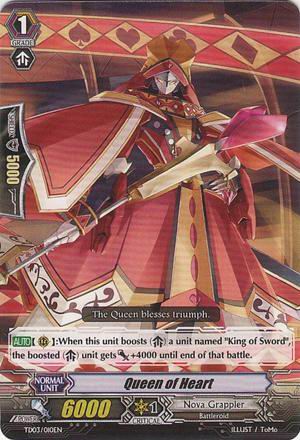 1
GRADE
SHIELD
5000
The Queen blesses triumph.
AUTO :When this unit boosts ( ) a unit named "King of Sword",
the boosted ( ) unit gets +4000 until end of that battle.
NORMAL
UNIT
Queen of Heart
POWER
6000
1
CRITICAL
Nova Grappler
Battleroid
TD03/010EN
ILLUST / ToMo